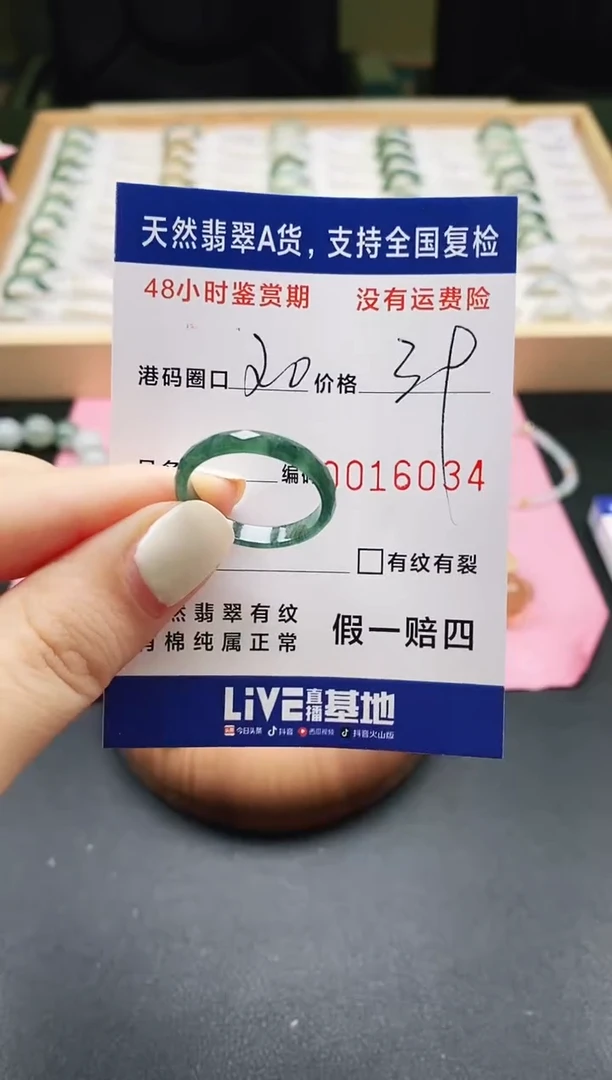 天然翡翠A货，支持全国复检
48小时鉴赏期 没有运费险
港码圈口 20 价格 39
编码 0016034
□有纹有裂
然翡翠有纹
有棉纯属正常
假一赔四
LiVE直播基地
今日头条 抖音 西瓜视频 抖音火山版